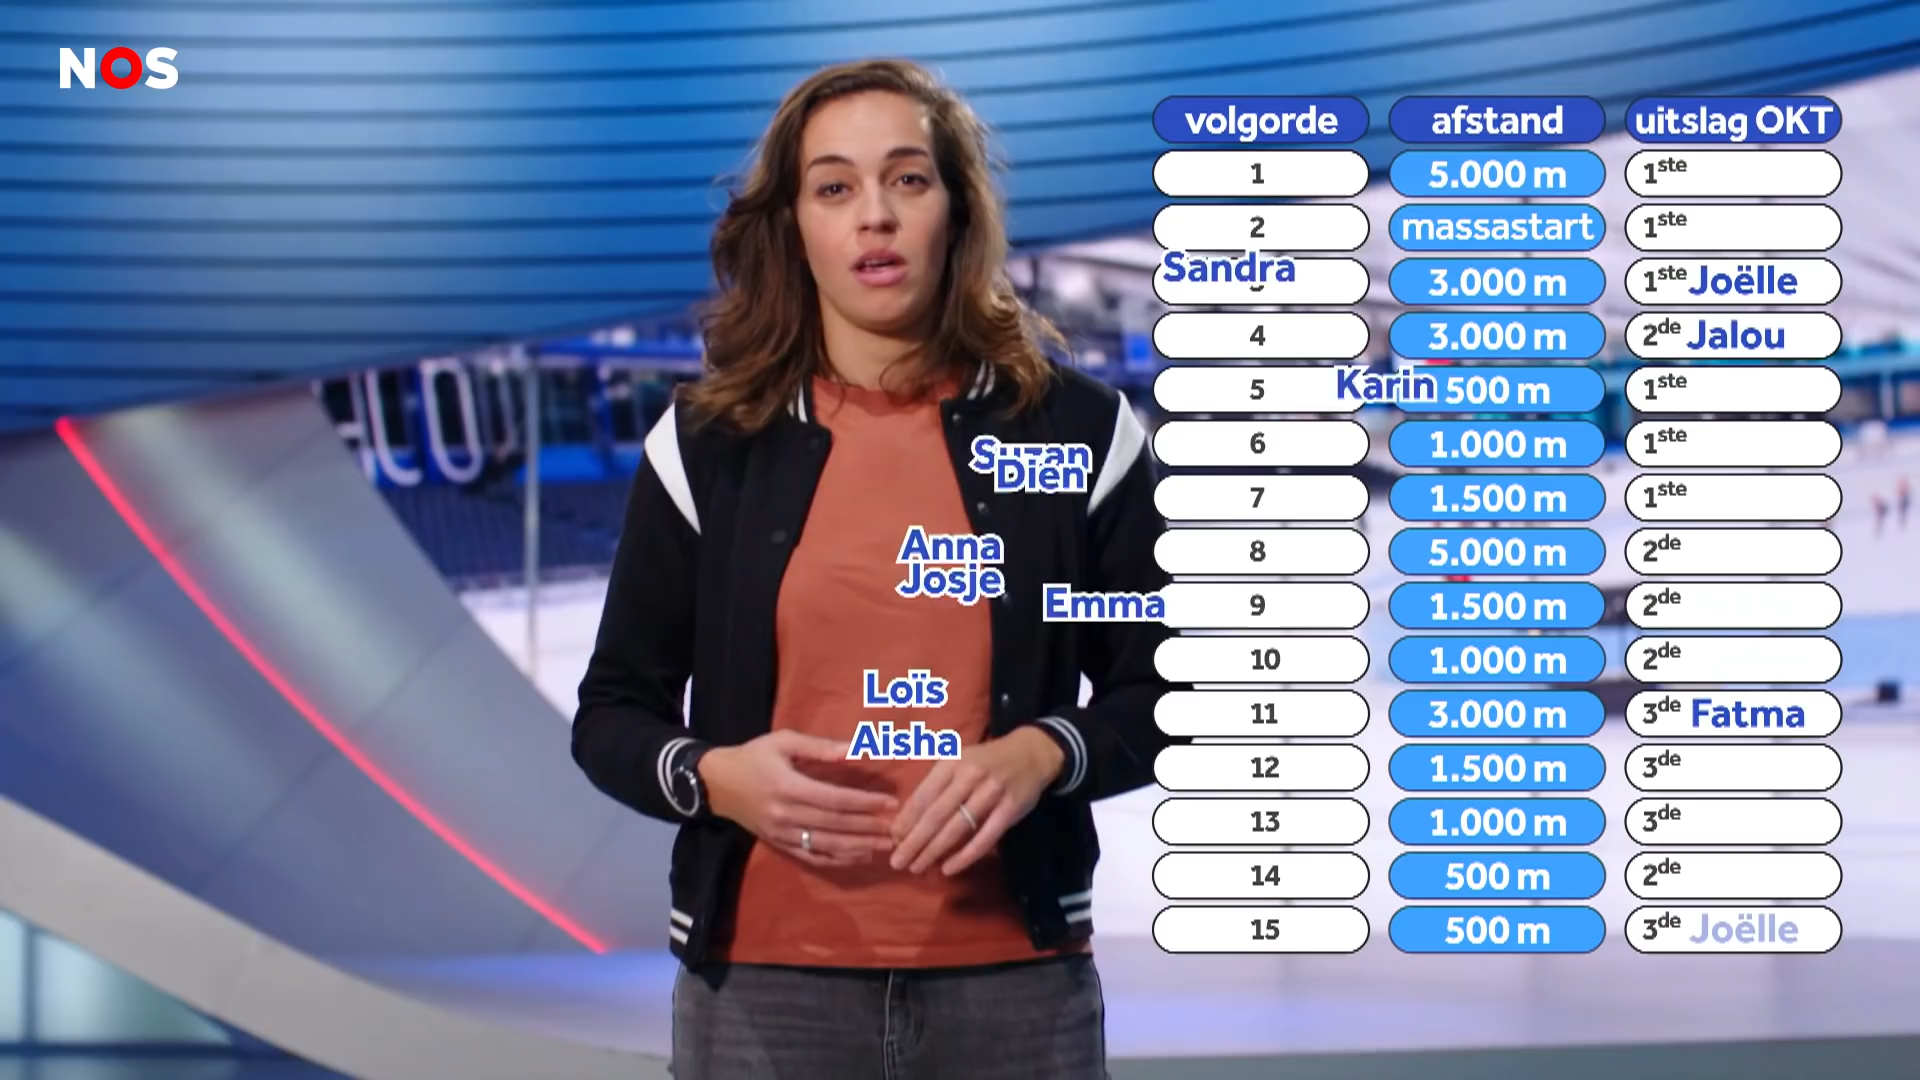 NOS
volgorde afstand uitslag OKT
1 5.000 m 1ste
2 massastart 1ste
Sandra
3.000 m 1ste Joëlle
4 3.000 m 2de Jalou
5 Karin 500 m 1ste
6 1.000 m 1ste
Suzan
Dien
7 1.500 m 1ste
Anna
8 5.000 m 2de
Josje
Emma 9 1.500 m 2de
10 1.000 m 2de
Loïs
11 3.000 m 3de Fatma
Aisha
12 1.500 m 3de
13 1.000 m 3de
14 500 m 2de
15 500 m 3de Joëlle